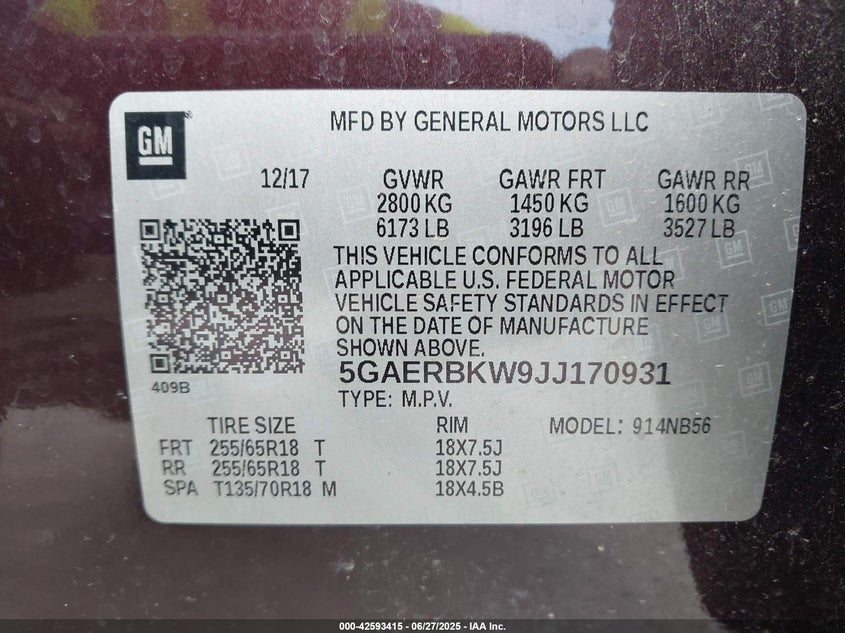 GM
®
MFD BY GENERAL MOTORS LLC
12/17 GVWR GAWR FRT GAWR RR
2800 KG 1450 KG 1600 KG
6173 LB 3196 LB 3527 LB
THIS VEHICLE CONFORMS TO ALL
APPLICABLE U.S. FEDERAL MOTOR
VEHICLE SAFETY STANDARDS IN EFFECT
ON THE DATE OF MANUFACTURE
SHOWN ABOVE.
409B
5GAERBKW9JJ170931
TYPE: M.P.V.
TIRE SIZE RIM MODEL: 914NB56
FRT 255/65R18 T 18X7.5J
RR 255/65R18 T 18X7.5J
SPA T135/70R18 M 18X4.5B
000-42593415 - 06/27/2025 - IAA Inc.